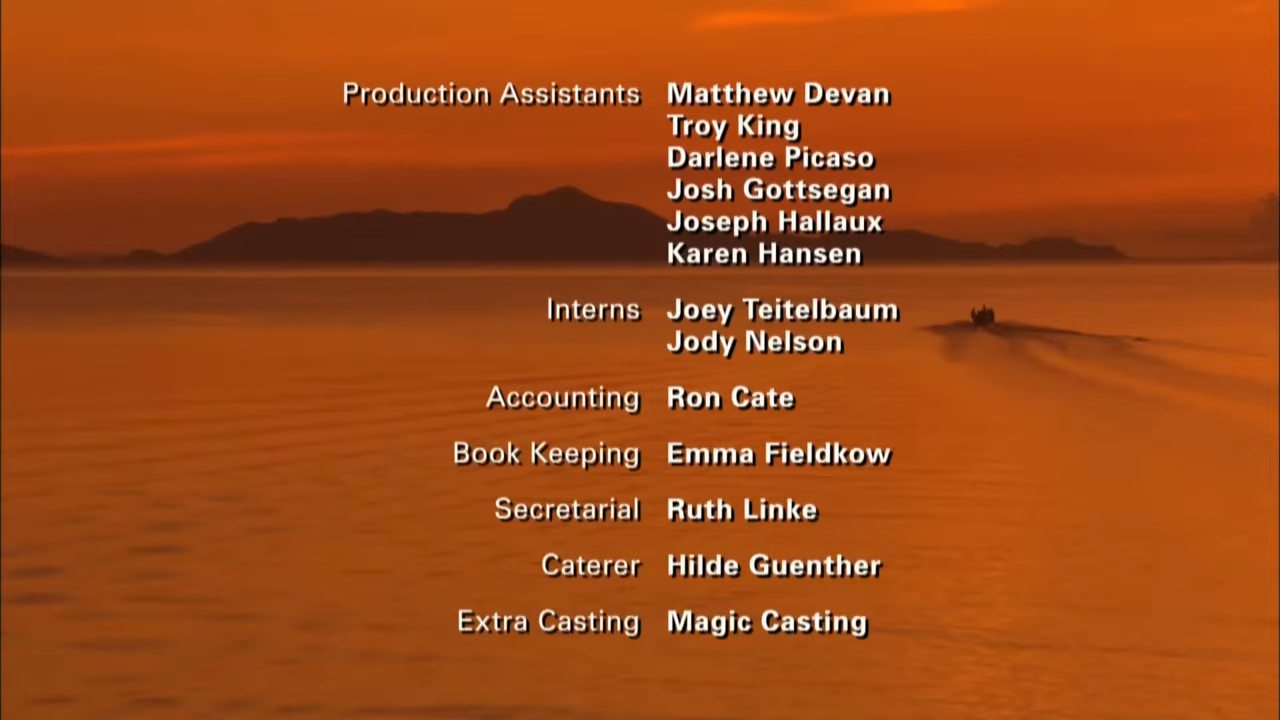 Production Assistants Matthew Devan
Troy King
Darlene Picaso
Josh Gottsegan
Joseph Hallaux
Karen Hansen
Interns Joey Teitelbaum
Jody Nelson
Accounting Ron Cate
Book Keeping Emma Fieldkow
Secretarial Ruth Linke
Caterer Hilde Guenther
Extra Casting Magic Casting